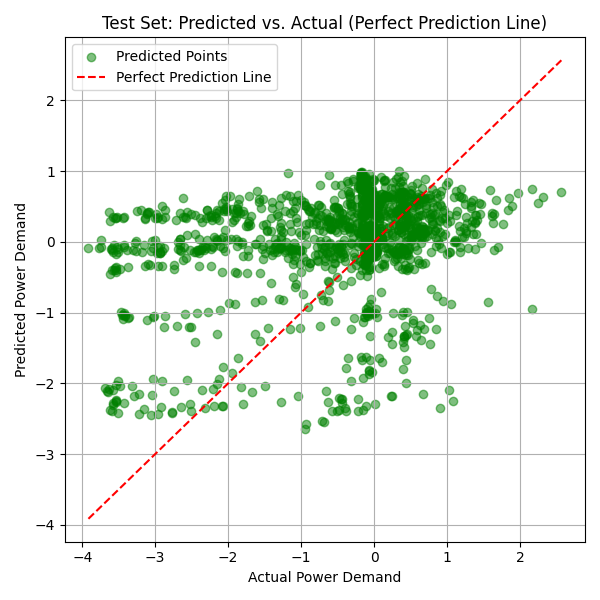 Test Set: Predicted vs. Actual (Perfect Prediction Line)
Predicted Points
Perfect Prediction Line
2
1
0
−1
−2
−3
−4
Predicted Power Demand
−4 −3 −2 −1 0 1 2
Actual Power Demand